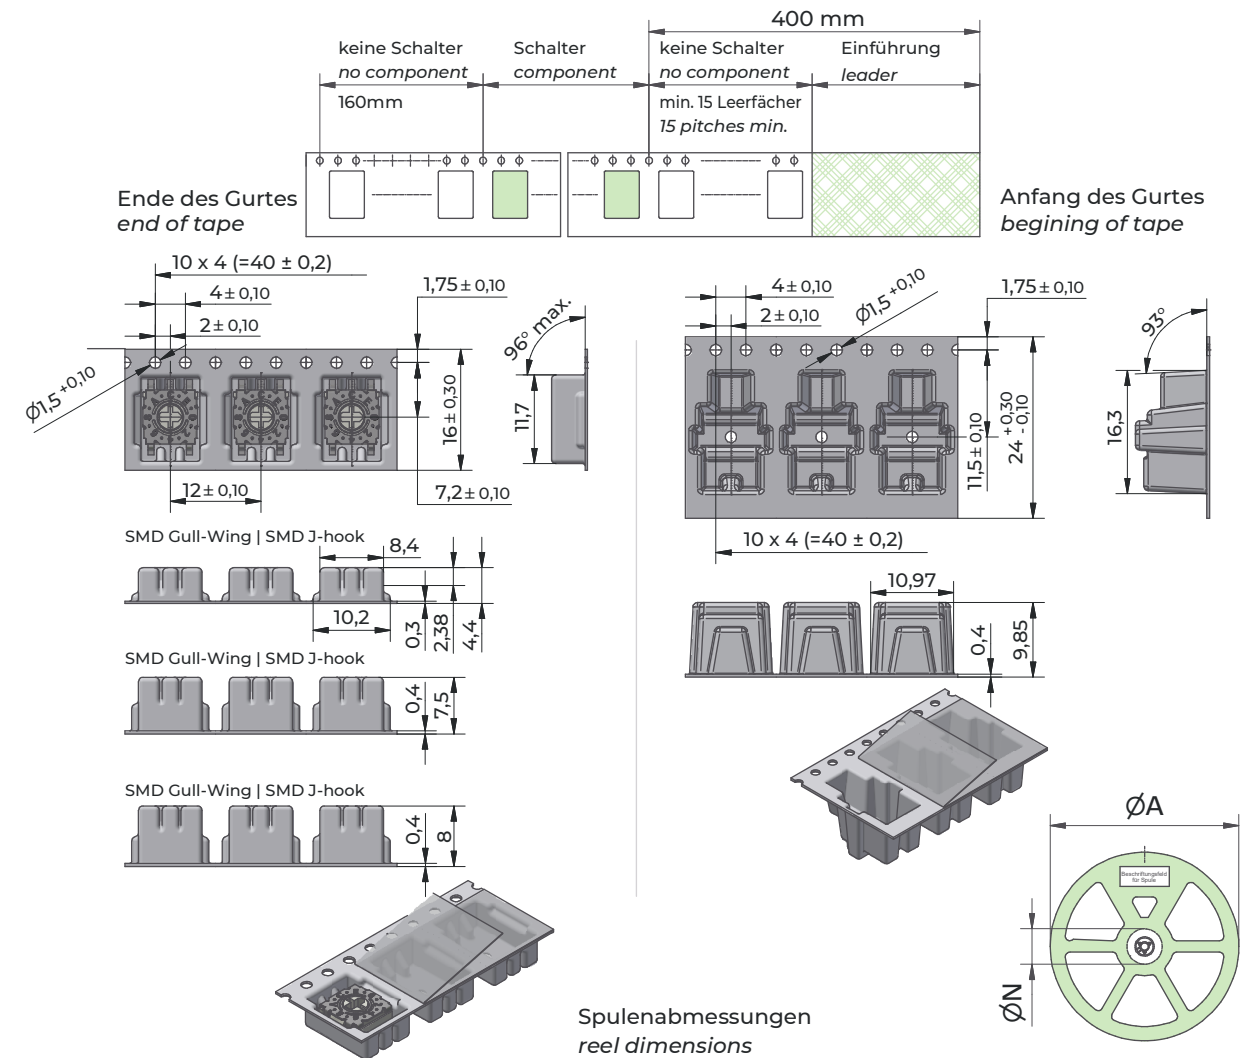 400 mm
keine Schalter
no component
160mm
Schalter
component
keine Schalter
no component
min. 15 Leerfächer
15 pitches min.
Einführung
leader
Ende des Gurtes
end of tape
Anfang des Gurtes
begining of tape
10 x 4 (=40 ± 0,2)
4± 0,10
2± 0,10
1,75± 0,10
Ø1,5 +0,10
16± 0,30
12± 0,10
7,2± 0,10
96° max.
11,7
4± 0,10
2± 0,10
Ø1,5 +0,10
1,75± 0,10
11,5± 0,10
24 +0,30
-0,10
93°
16,3
10 x 4 (=40 ± 0,2)
SMD Gull-Wing | SMD J-hook
8,4
10,2
0,3
2,38
4,4
SMD Gull-Wing | SMD J-hook
0,4
7,5
SMD Gull-Wing | SMD J-hook
0,4
8
10,97
0,4
9,85
ØA
Beschriftungsfeld
für Spule
ØN
Spulenabmessungen
reel dimensions